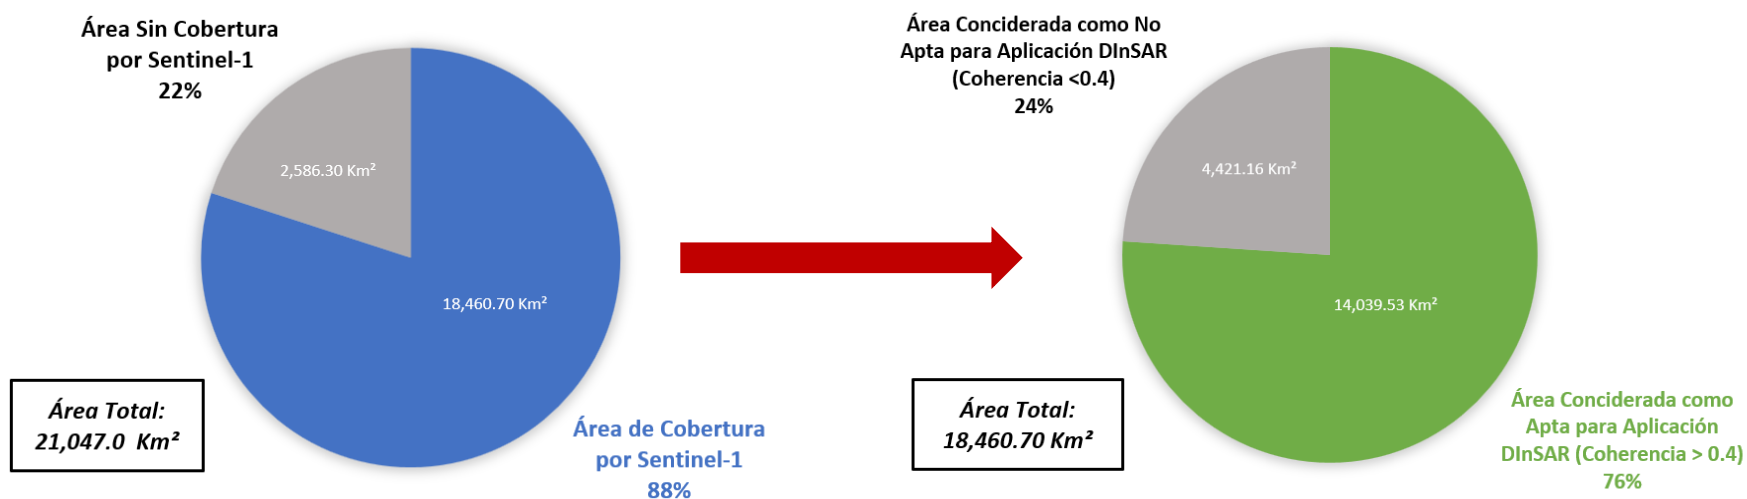 Área Sin Cobertura
por Sentinel-1
22%
2,586.30 Km²
18,460.70 Km²
Área Total:
21,047.0 Km²
Área de Cobertura
por Sentinel-1
88%
Área Conciderada como No
Apta para Aplicación DInSAR
(Coherencia <0.4)
24%
4,421.16 Km²
14,039.53 Km²
Área Total:
18,460.70 Km²
Área Conciderada como
Apta para Aplicación
DInSAR (Coherencia > 0.4)
76%